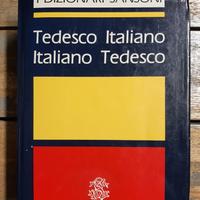 I DIZIONARI SANSONI
Tedesco Italiano
Italiano Tedesco